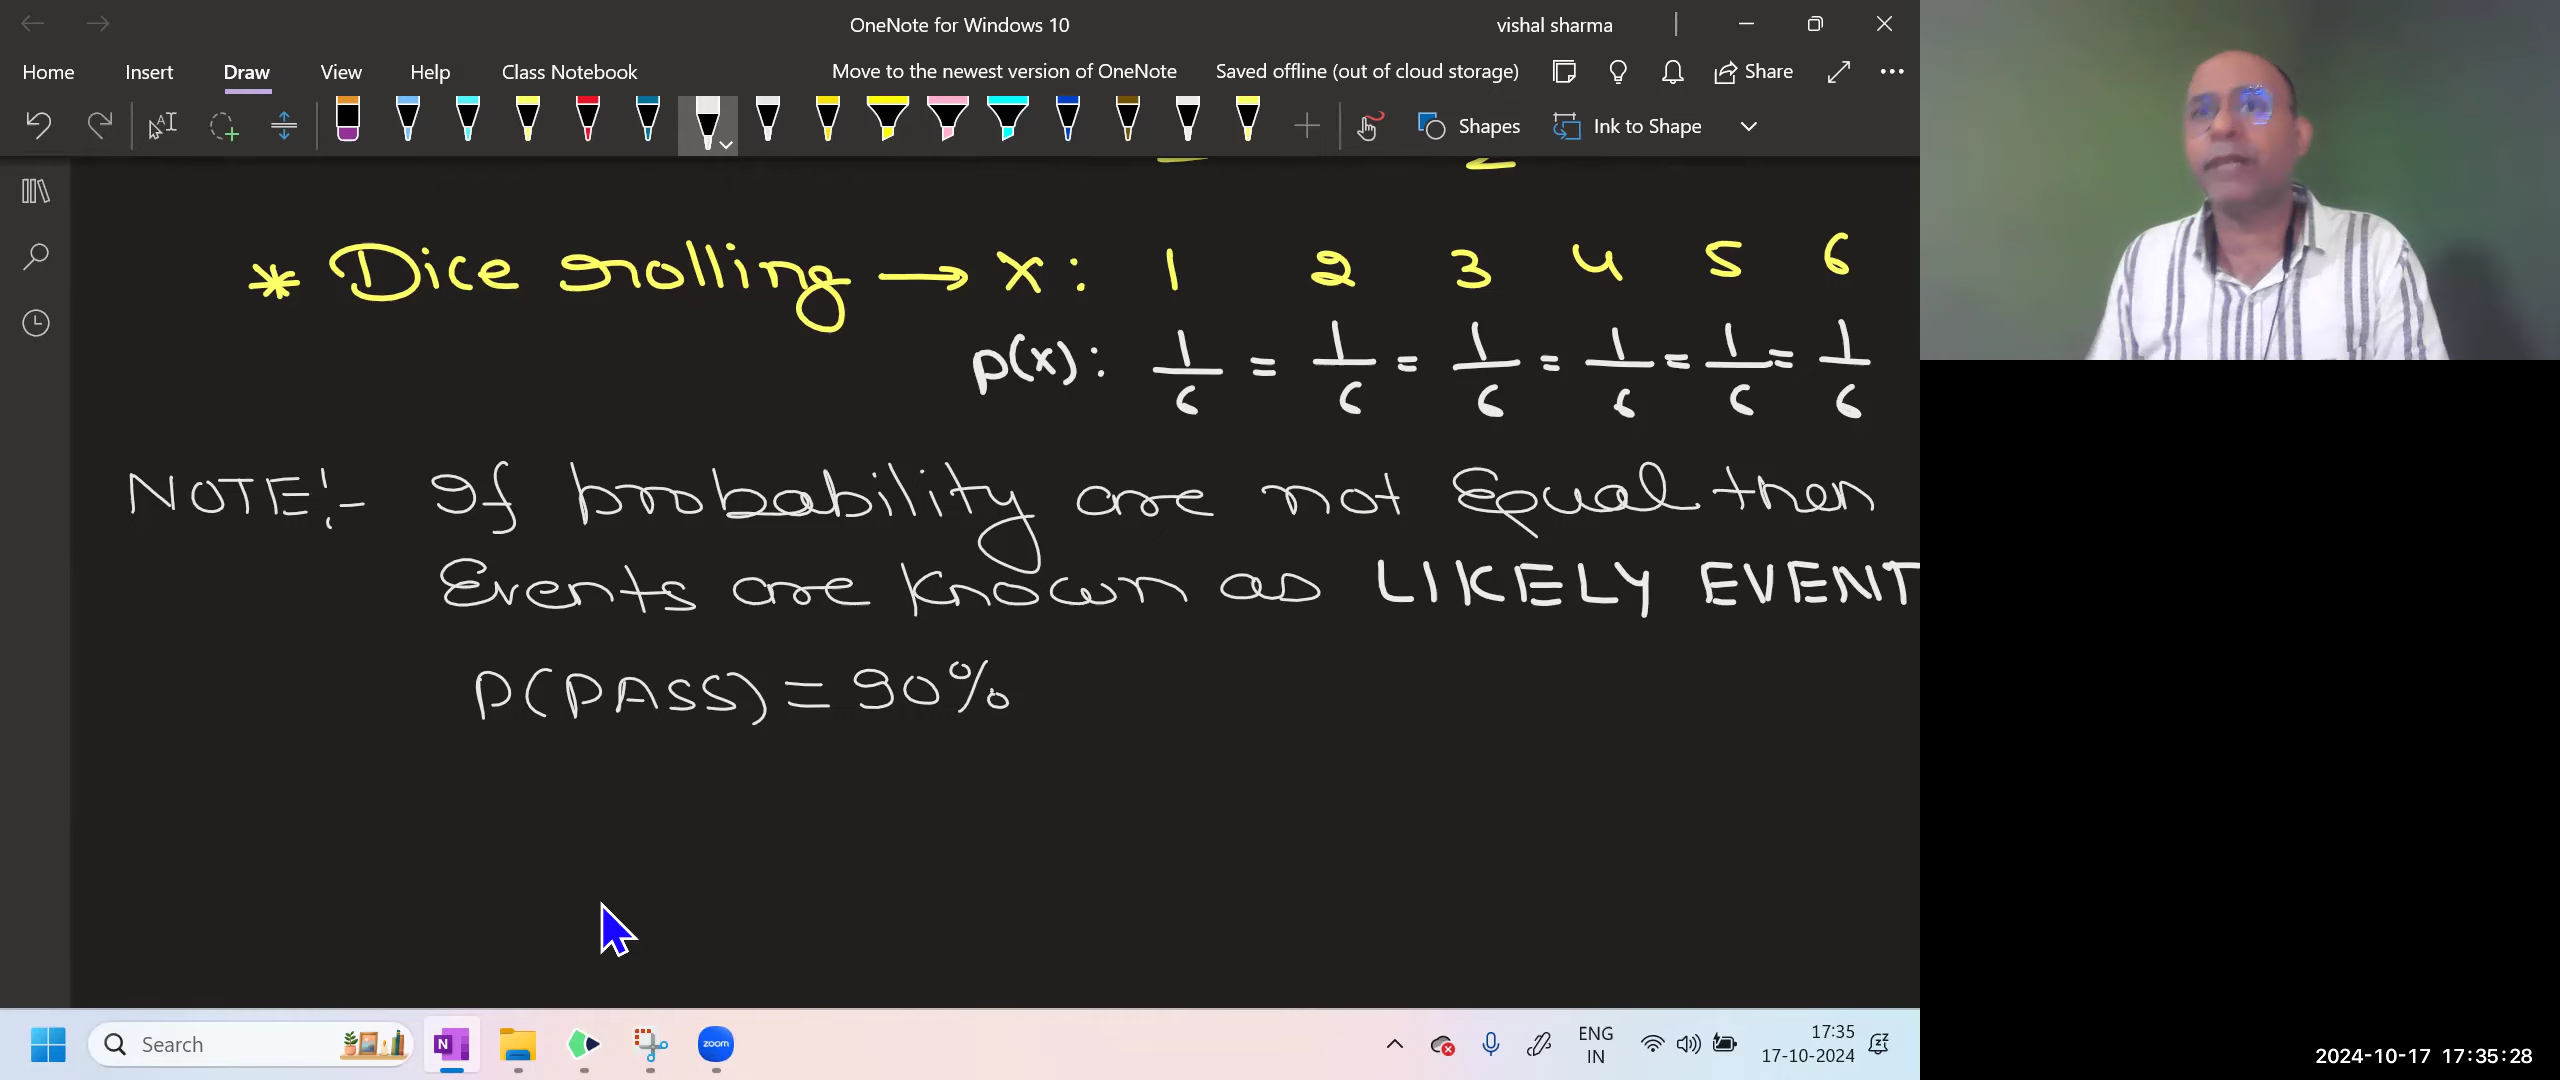 OneNote for Windows 10
vishal sharma
Home Insert Draw View Help Class Notebook
Move to the newest version of OneNote
Saved offline (out of cloud storage)
Share
Shapes
Ink to Shape
* Dice rolling → x: 1 2 3 4 5 6
P(x): 1/6 = 1/6 = 1/6 = 1/6 = 1/6 = 1/6
NOTE:- If probability are not Equal then
Events are known as LIKELY EVENT
P(PASS) = 90%
Search
zoom
ENG
IN
17:35
17-10-2024
2024-10-17 17:35:28